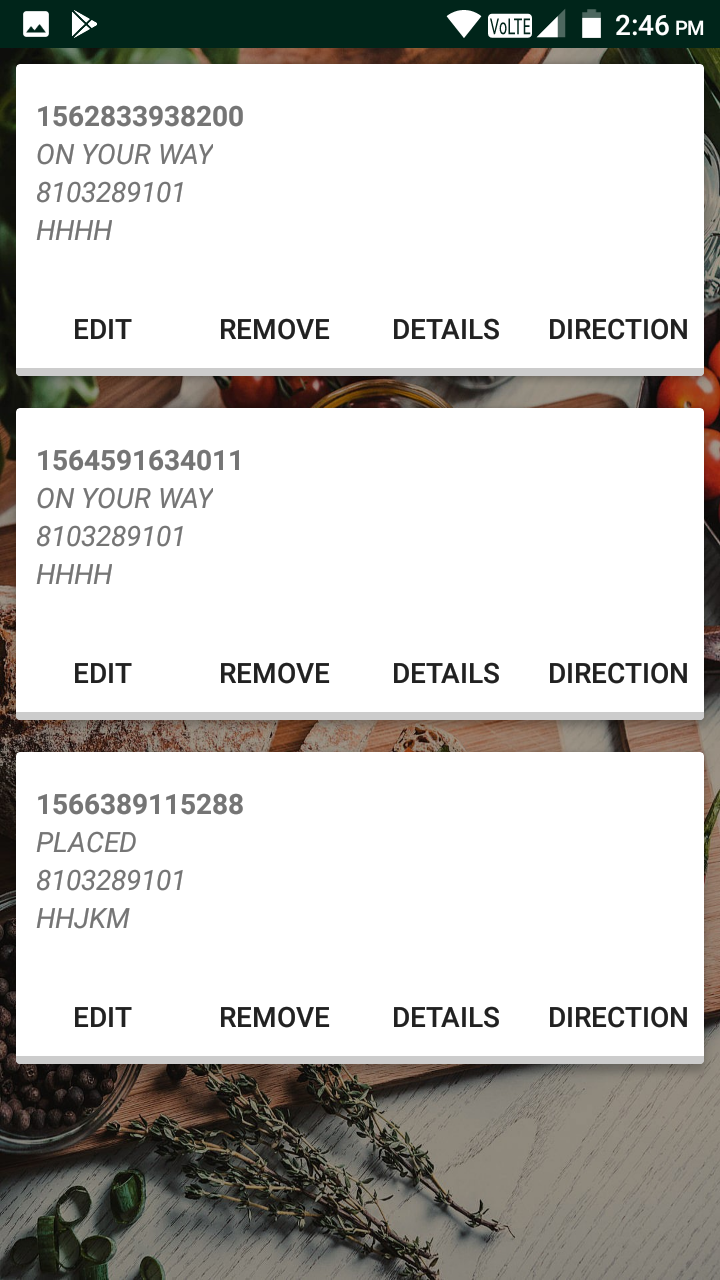 VoLTE 2:46 PM
1562833938200
ON YOUR WAY
8103289101
HHHH
EDIT REMOVE DETAILS DIRECTION
1564591634011
ON YOUR WAY
8103289101
HHHH
EDIT REMOVE DETAILS DIRECTION
1566389115288
PLACED
8103289101
HHJKM
EDIT REMOVE DETAILS DIRECTION